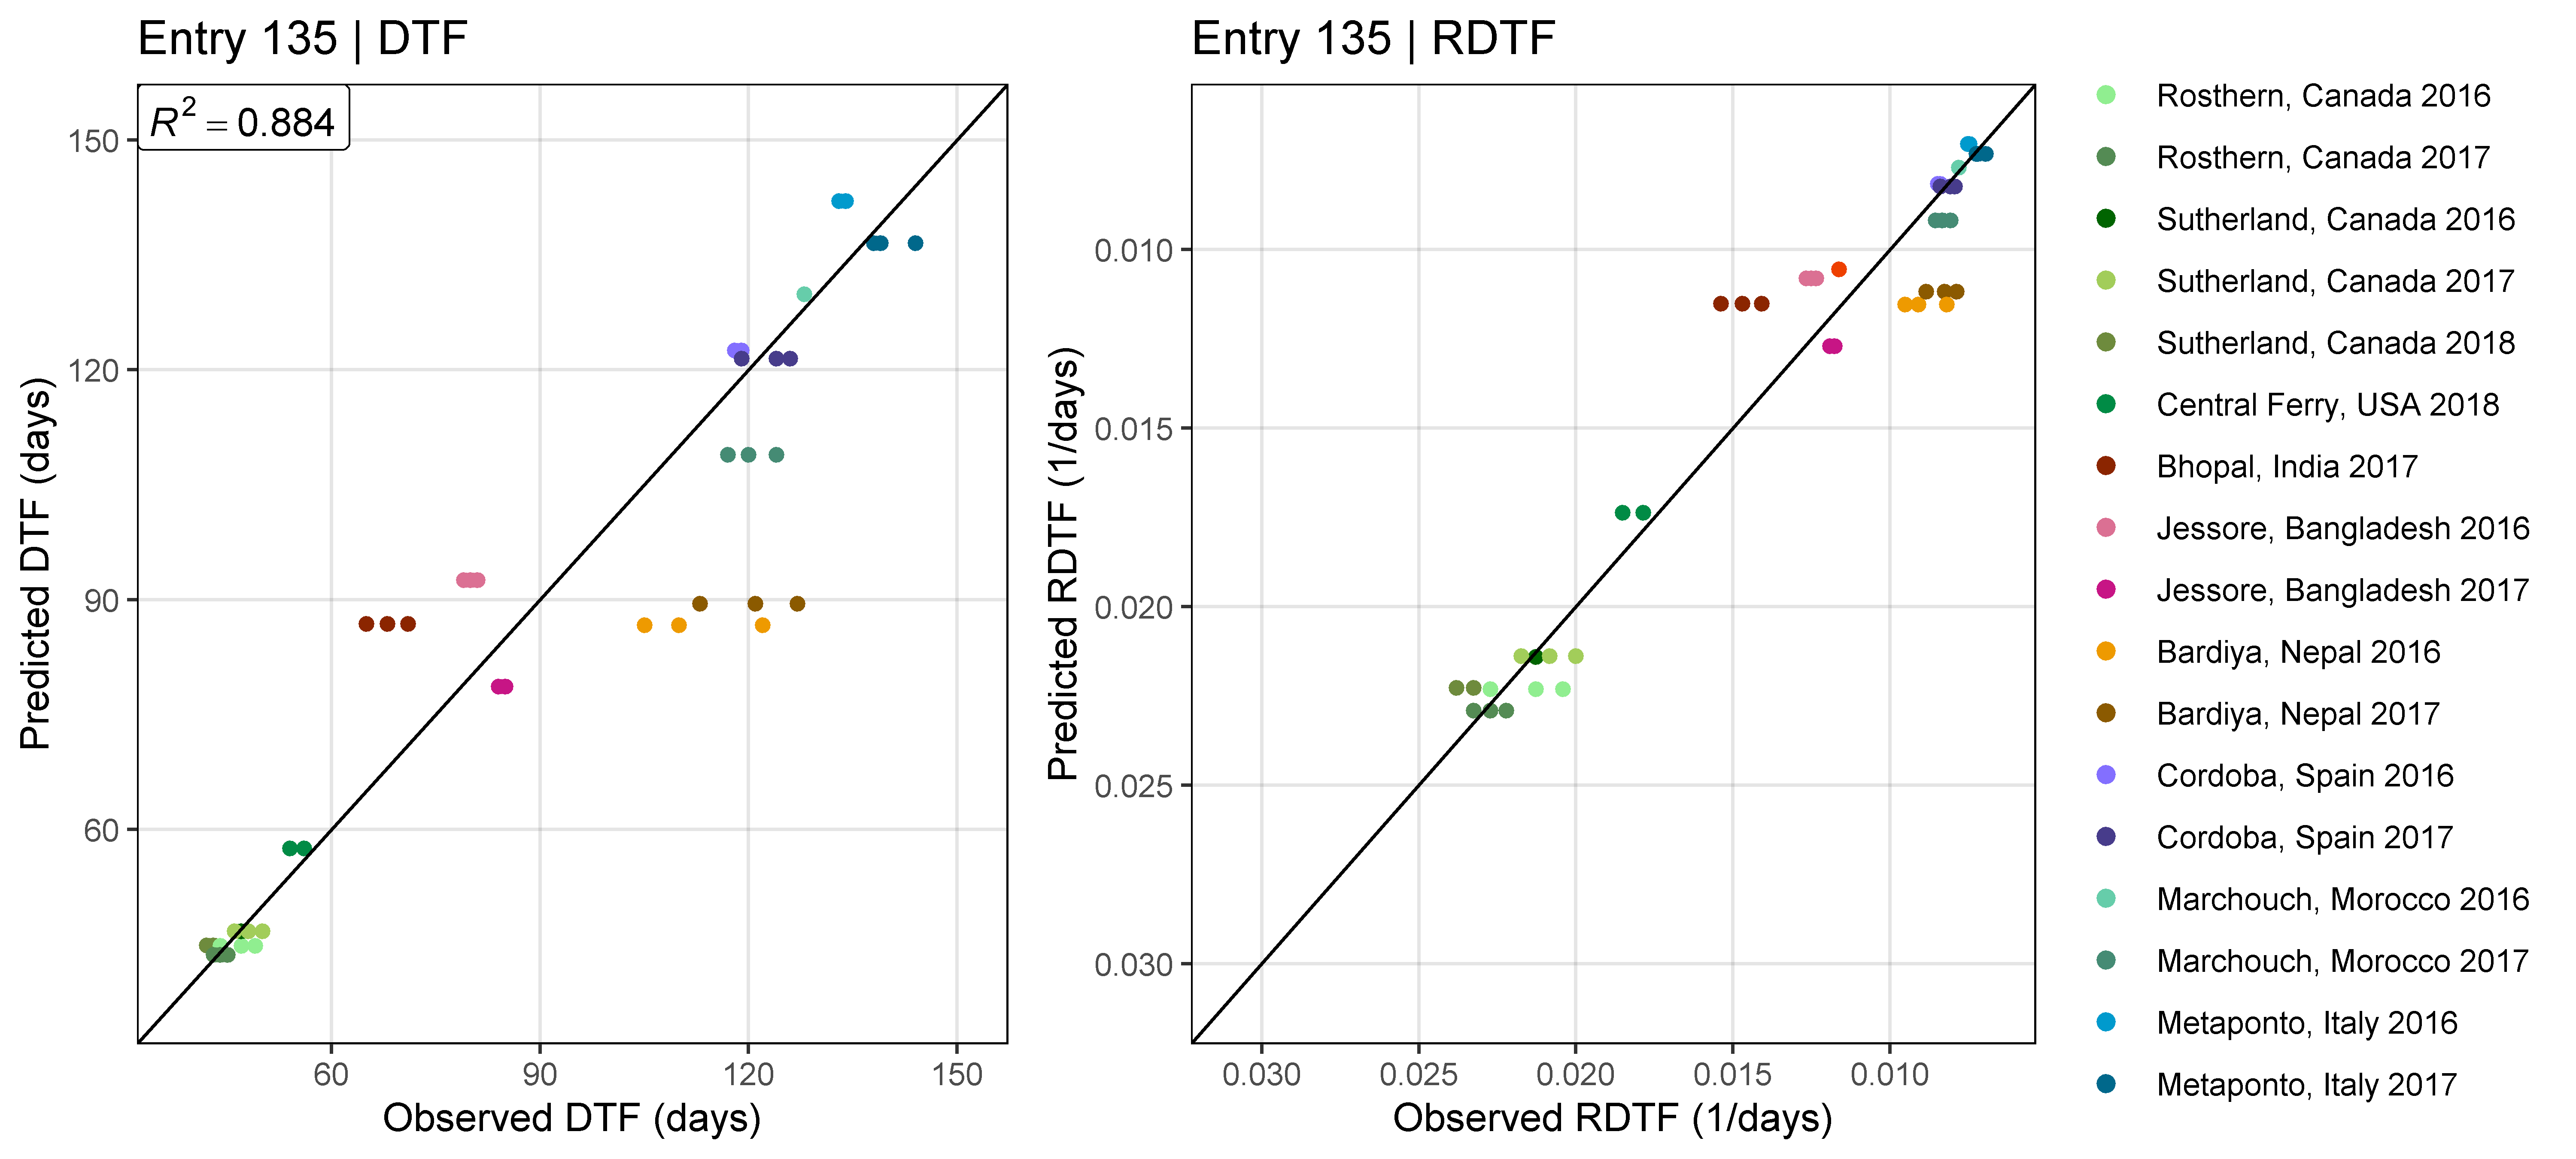 Entry 135 | DTF
R² = 0.884
150
120
90
60
60 90 120 150
Predicted DTF (days)
Observed DTF (days)
Entry 135 | RDTF
0.010
0.015
0.020
0.025
0.030
0.030 0.025 0.020 0.015 0.010
Predicted RDTF (1/days)
Observed RDTF (1/days)
Rosthern, Canada 2016
Rosthern, Canada 2017
Sutherland, Canada 2016
Sutherland, Canada 2017
Sutherland, Canada 2018
Central Ferry, USA 2018
Bhopal, India 2017
Jessore, Bangladesh 2016
Jessore, Bangladesh 2017
Bardiya, Nepal 2016
Bardiya, Nepal 2017
Cordoba, Spain 2016
Cordoba, Spain 2017
Marchouch, Morocco 2016
Marchouch, Morocco 2017
Metaponto, Italy 2016
Metaponto, Italy 2017